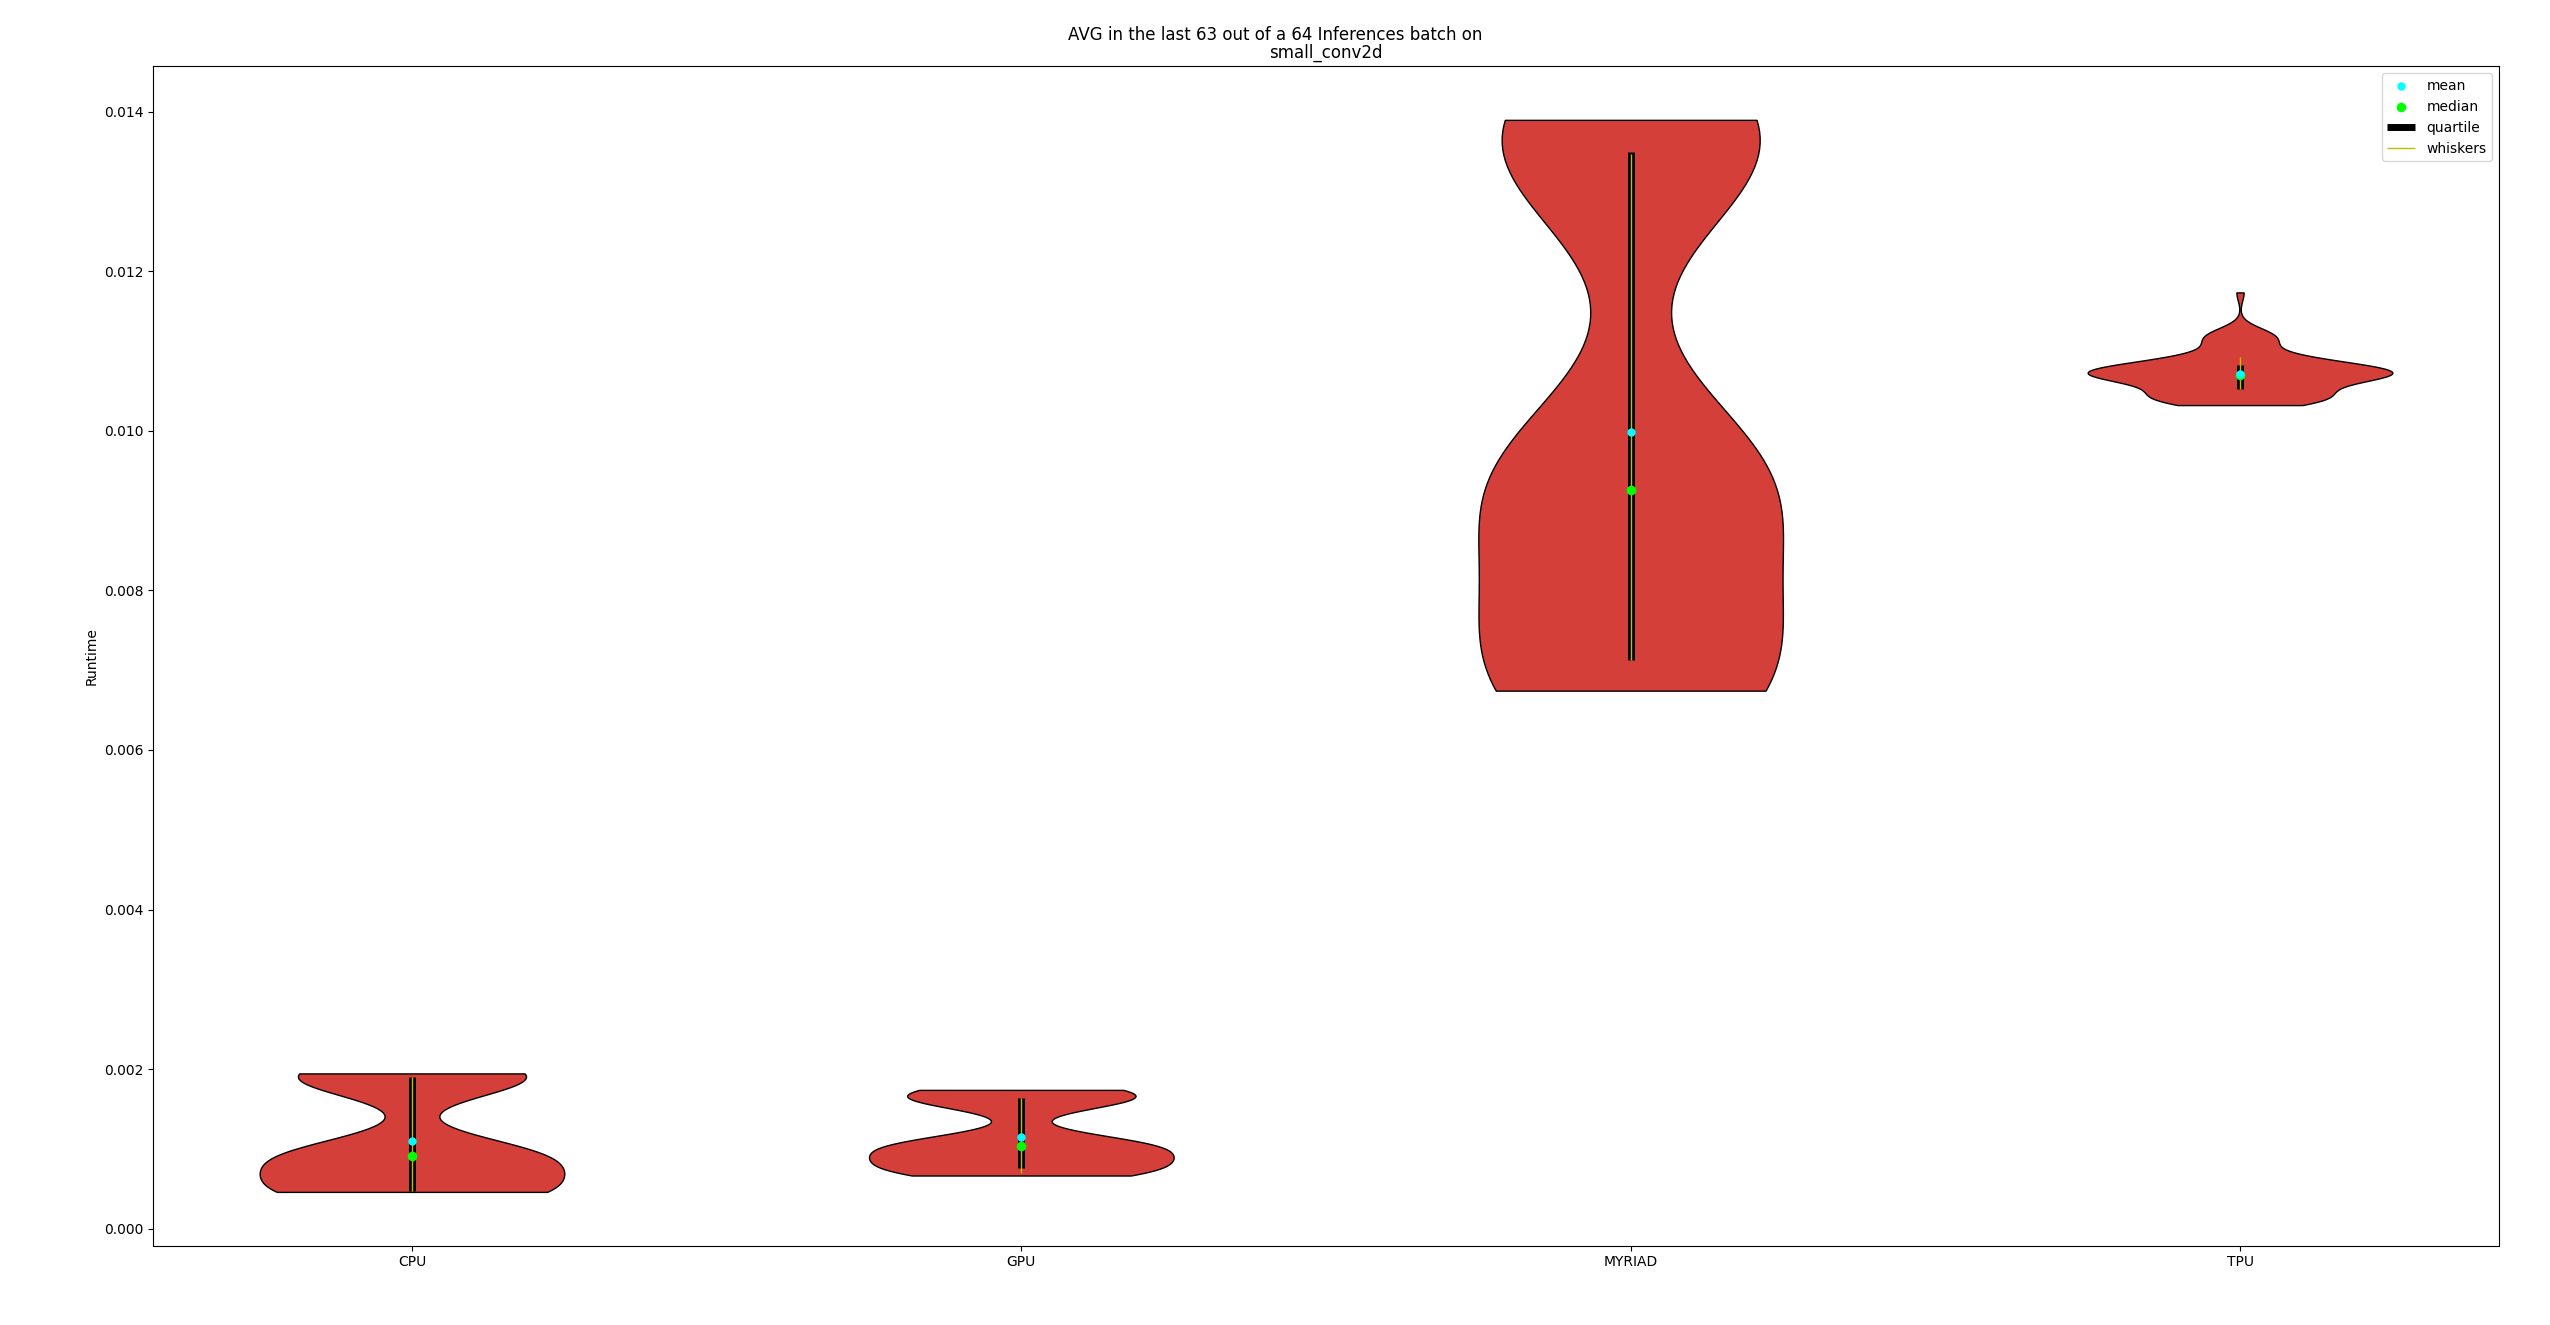 AVG in the last 63 out of a 64 Inferences batch on
small_conv2d
mean
median
quartile
whiskers
0.014
0.012
0.010
0.008
0.006
0.004
0.002
0.000
Runtime
CPU
GPU
MYRIAD
TPU